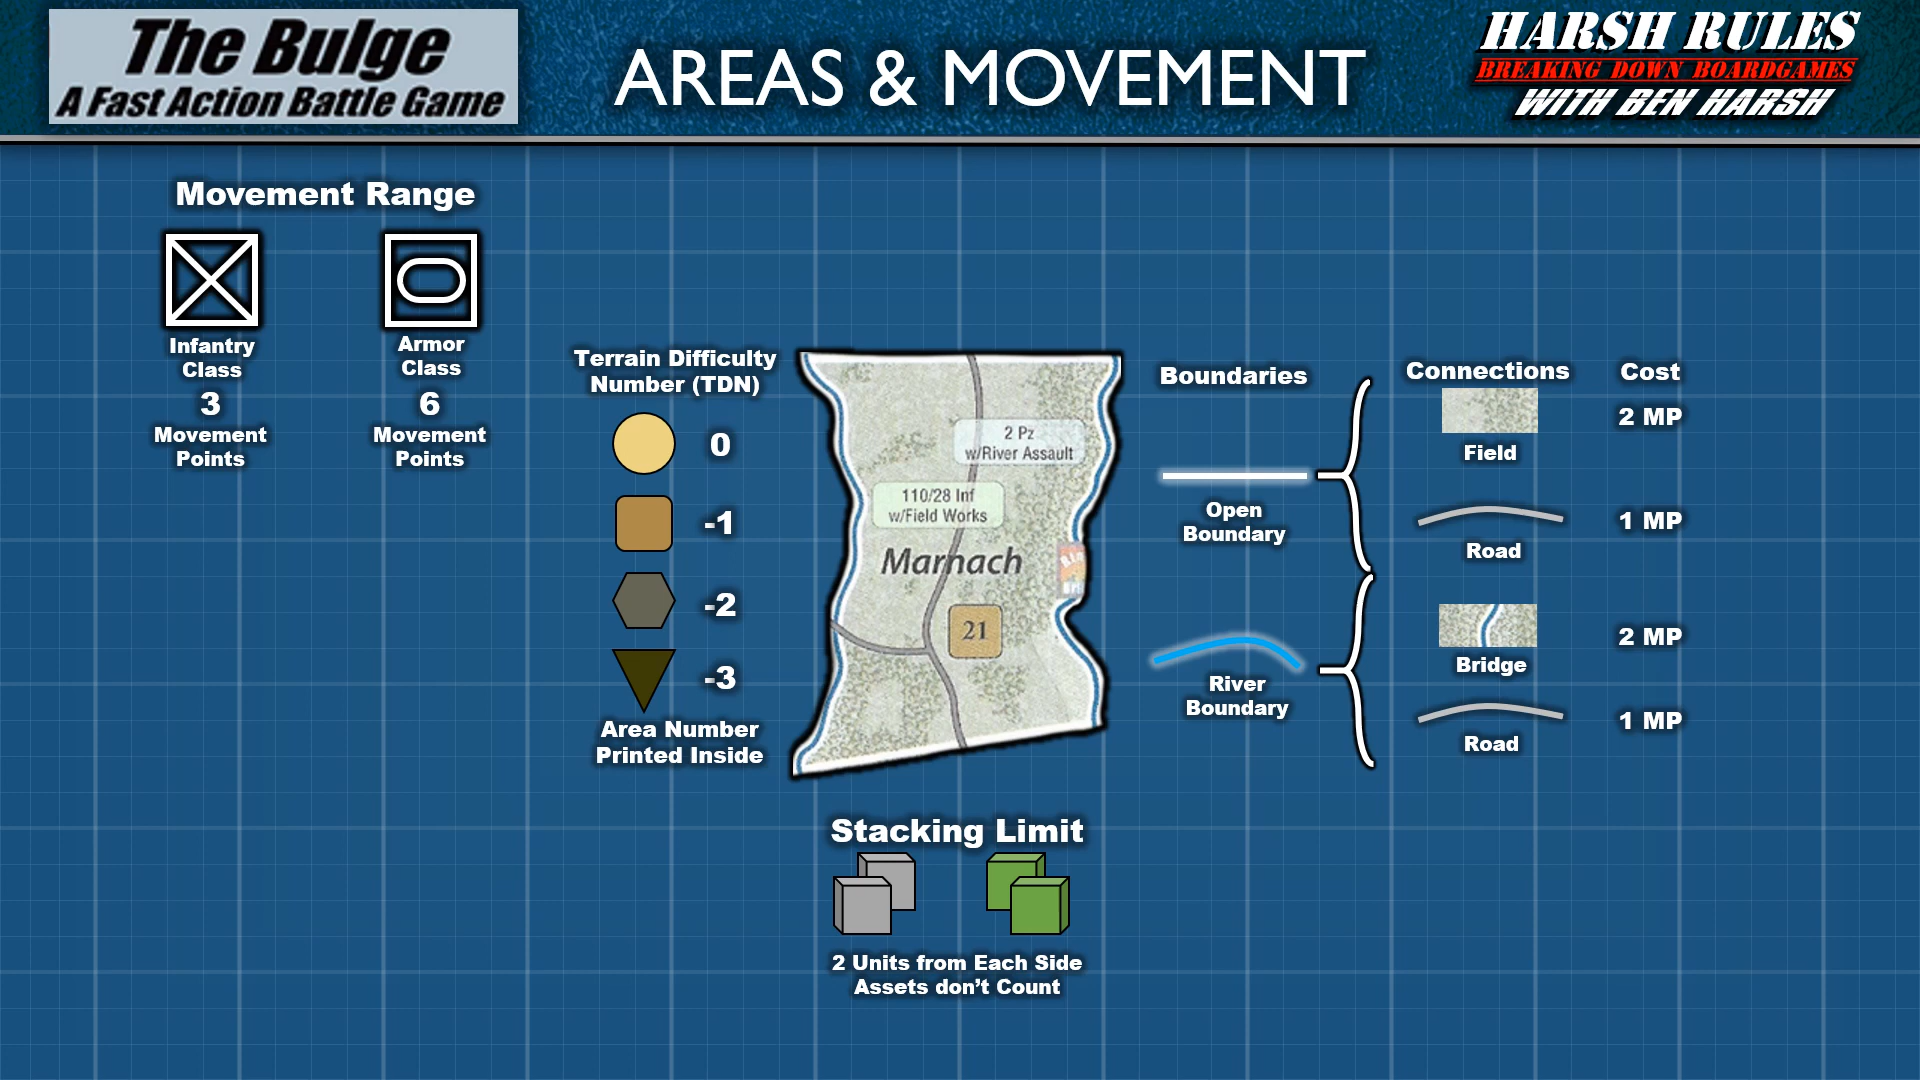 The Bulge
A Fast Action Battle Game
AREAS & MOVEMENT
HARSH RULES
BREAKING DOWN BOARDGAMES
WITH BEN HARSH
Movement Range
Infantry
Class
3
Movement
Points
Armor
Class
6
Movement
Points
Terrain Difficulty
Number (TDN)
0
-1
-2
-3
Area Number
Printed Inside
2 Pz
w/River Assault
110/28 Inf
w/Field Works
Marnach
21
Boundaries
Open
Boundary
River
Boundary
Connections
Cost
Field
2 MP
Road
1 MP
Bridge
2 MP
Road
1 MP
Stacking Limit
2 Units from Each Side
Assets don't Count